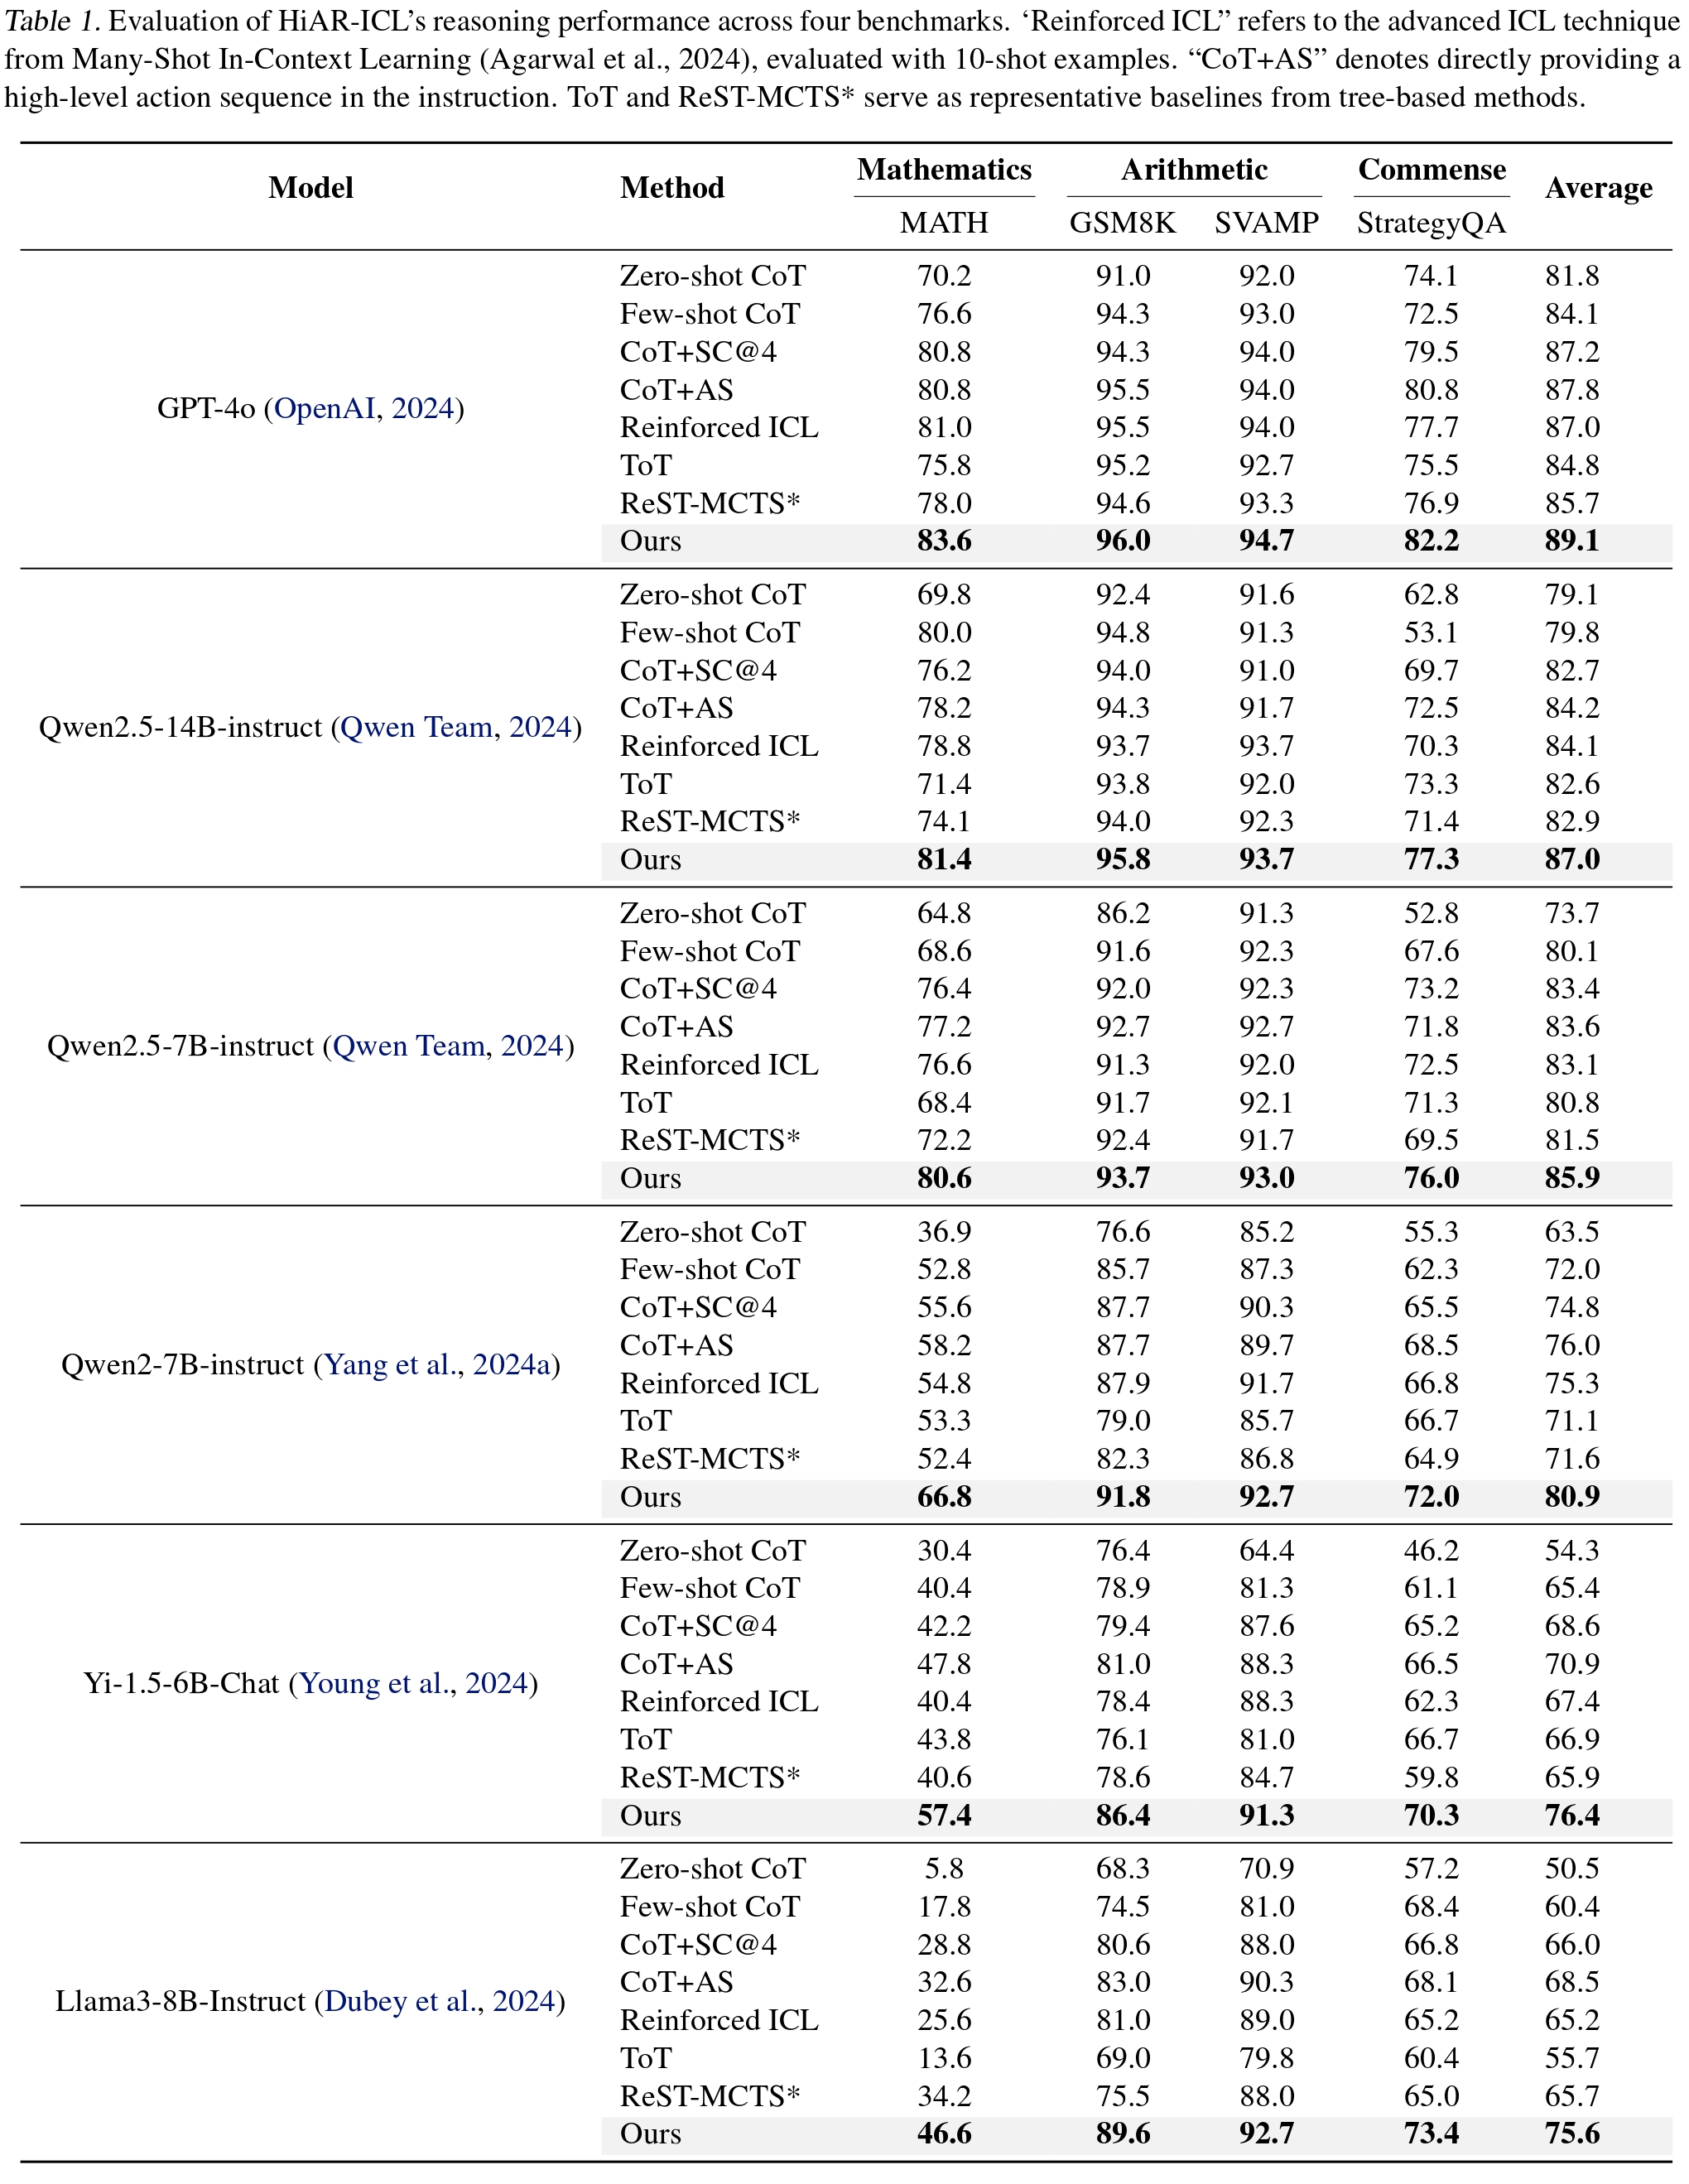 Table 1. Evaluation of HiAR-ICL’s reasoning performance across four benchmarks. ‘Reinforced ICL” refers to the advanced ICL technique
from Many-Shot In-Context Learning (Agarwal et al., 2024), evaluated with 10-shot examples. “CoT+AS” denotes directly providing a
high-level action sequence in the instruction. ToT and ReST-MCTS* serve as representative baselines from tree-based methods.
Model Method Mathematics Arithmetic Commense Average
MATH GSM8K SVAMP StrategyQA
GPT-4o (OpenAI, 2024)
Zero-shot CoT 70.2 91.0 92.0 74.1 81.8
Few-shot CoT 76.6 94.3 93.0 72.5 84.1
CoT+SC@4 80.8 94.3 94.0 79.5 87.2
CoT+AS 80.8 95.5 94.0 80.8 87.8
Reinforced ICL 81.0 95.5 94.0 77.7 87.0
ToT 75.8 95.2 92.7 75.5 84.8
ReST-MCTS* 78.0 94.6 93.3 76.9 85.7
Ours 83.6 96.0 94.7 82.2 89.1
Qwen2.5-14B-instruct (Qwen Team, 2024)
Zero-shot CoT 69.8 92.4 91.6 62.8 79.1
Few-shot CoT 80.0 94.8 91.3 53.1 79.8
CoT+SC@4 76.2 94.0 91.0 69.7 82.7
CoT+AS 78.2 94.3 91.7 72.5 84.2
Reinforced ICL 78.8 93.7 93.7 70.3 84.1
ToT 71.4 93.8 92.0 73.3 82.6
ReST-MCTS* 74.1 94.0 92.3 71.4 82.9
Ours 81.4 95.8 93.7 77.3 87.0
Qwen2.5-7B-instruct (Qwen Team, 2024)
Zero-shot CoT 64.8 86.2 91.3 52.8 73.7
Few-shot CoT 68.6 91.6 92.3 67.6 80.1
CoT+SC@4 76.4 92.0 92.3 73.2 83.4
CoT+AS 77.2 92.7 92.7 71.8 83.6
Reinforced ICL 76.6 91.3 92.0 72.5 83.1
ToT 68.4 91.7 92.1 71.3 80.8
ReST-MCTS* 72.2 92.4 91.7 69.5 81.5
Ours 80.6 93.7 93.0 76.0 85.9
Qwen2-7B-instruct (Yang et al., 2024a)
Zero-shot CoT 36.9 76.6 85.2 55.3 63.5
Few-shot CoT 52.8 85.7 87.3 62.3 72.0
CoT+SC@4 55.6 87.7 90.3 65.5 74.8
CoT+AS 58.2 87.7 89.7 68.5 76.0
Reinforced ICL 54.8 87.9 91.7 66.8 75.3
ToT 53.3 79.0 85.7 66.7 71.1
ReST-MCTS* 52.4 82.3 86.8 64.9 71.6
Ours 66.8 91.8 92.7 72.0 80.9
Yi-1.5-6B-Chat (Young et al., 2024)
Zero-shot CoT 30.4 76.4 64.4 46.2 54.3
Few-shot CoT 40.4 78.9 81.3 61.1 65.4
CoT+SC@4 42.2 79.4 87.6 65.2 68.6
CoT+AS 47.8 81.0 88.3 66.5 70.9
Reinforced ICL 40.4 78.4 88.3 62.3 67.4
ToT 43.8 76.1 81.0 66.7 66.9
ReST-MCTS* 40.6 78.6 84.7 59.8 65.9
Ours 57.4 86.4 91.3 70.3 76.4
Llama3-8B-Instruct (Dubey et al., 2024)
Zero-shot CoT 5.8 68.3 70.9 57.2 50.5
Few-shot CoT 17.8 74.5 81.0 68.4 60.4
CoT+SC@4 28.8 80.6 88.0 66.8 66.0
CoT+AS 32.6 83.0 90.3 68.1 68.5
Reinforced ICL 25.6 81.0 89.0 65.2 65.2
ToT 13.6 69.0 79.8 60.4 55.7
ReST-MCTS* 34.2 75.5 88.0 65.0 65.7
Ours 46.6 89.6 92.7 73.4 75.6